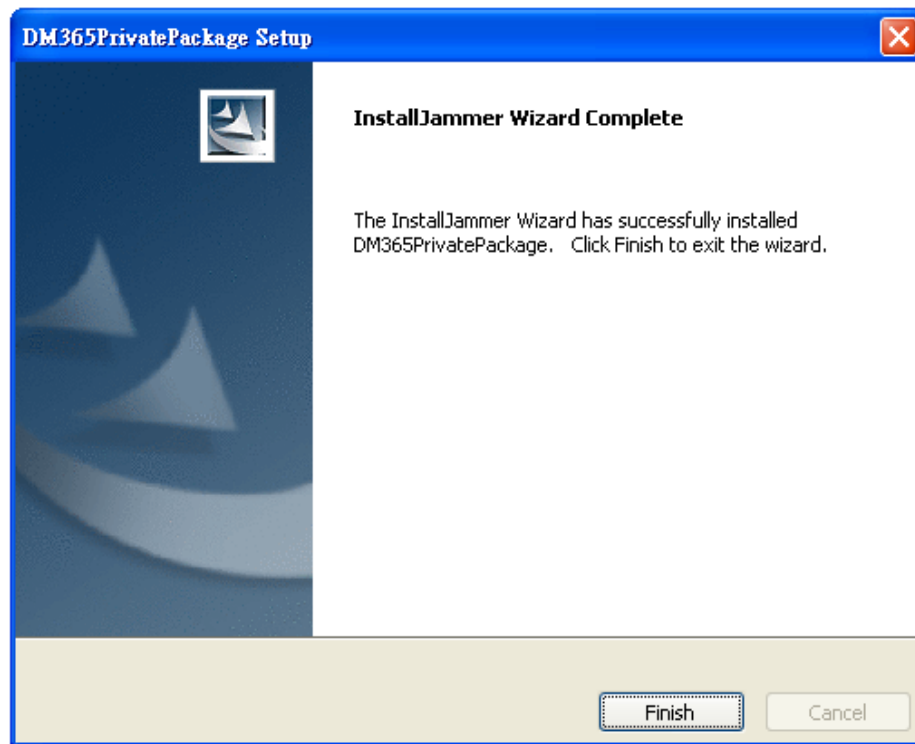 DM365PrivatePackage Setup
InstallJammer Wizard Complete
The InstallJammer Wizard has successfully installed
DM365PrivatePackage. Click Finish to exit the wizard.
Finish Cancel